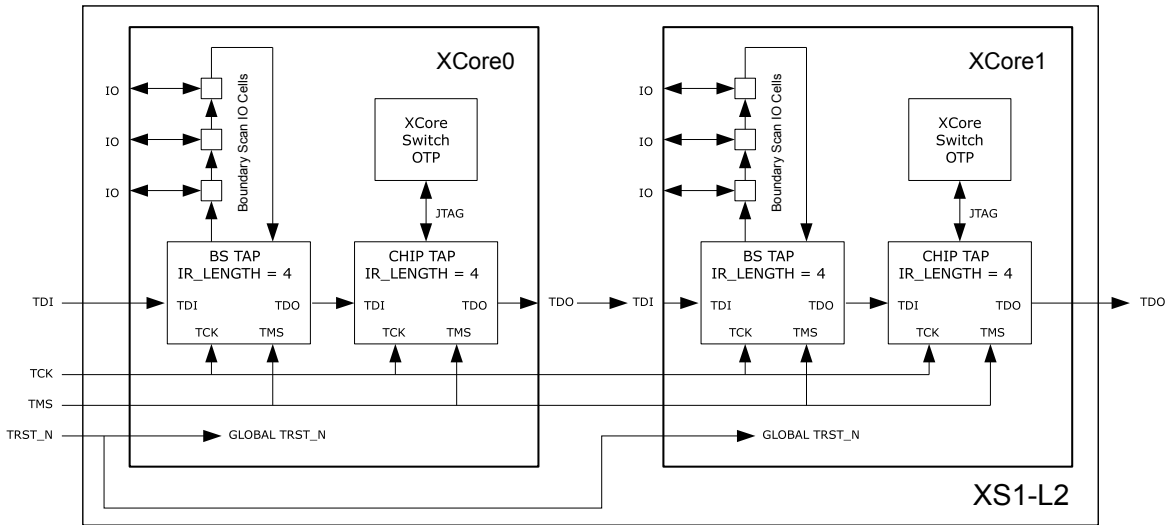 XCore0
IO
IO
IO
Boundary Scan IO Cells
XCore
Switch
OTP
JTAG
BS TAP
IR_LENGTH = 4
TDI
TDO
TCK
TMS
CHIP TAP
IR_LENGTH = 4
TDI
TDO
TCK
TMS
TDI
TDO
TDI
XCore1
IO
IO
IO
Boundary Scan IO Cells
XCore
Switch
OTP
JTAG
BS TAP
IR_LENGTH = 4
TDI
TDO
TCK
TMS
CHIP TAP
IR_LENGTH = 4
TDI
TDO
TCK
TMS
TDO
TCK
TMS
TRST_N
GLOBAL TRST_N
GLOBAL TRST_N
XS1-L2